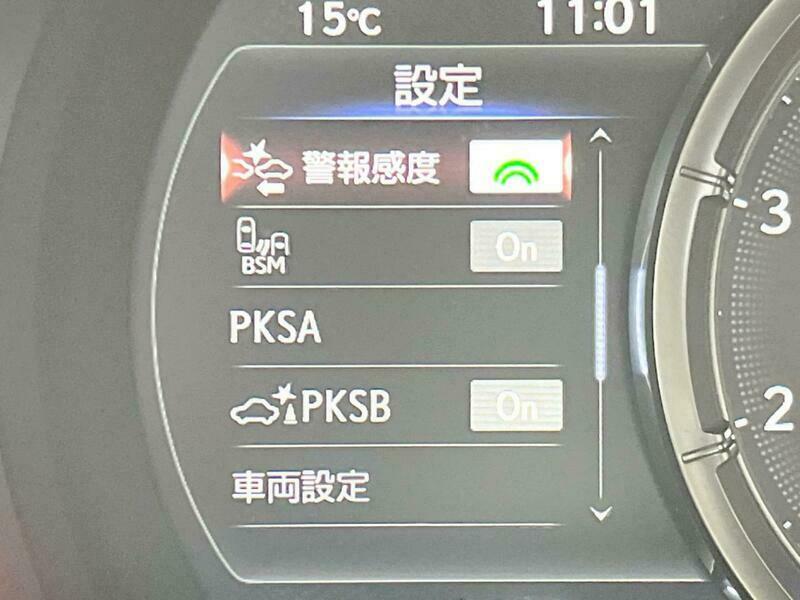 15℃ 11:01
設定
警報感度
BSM On
PKSA
PKSB On
車両設定
3
2